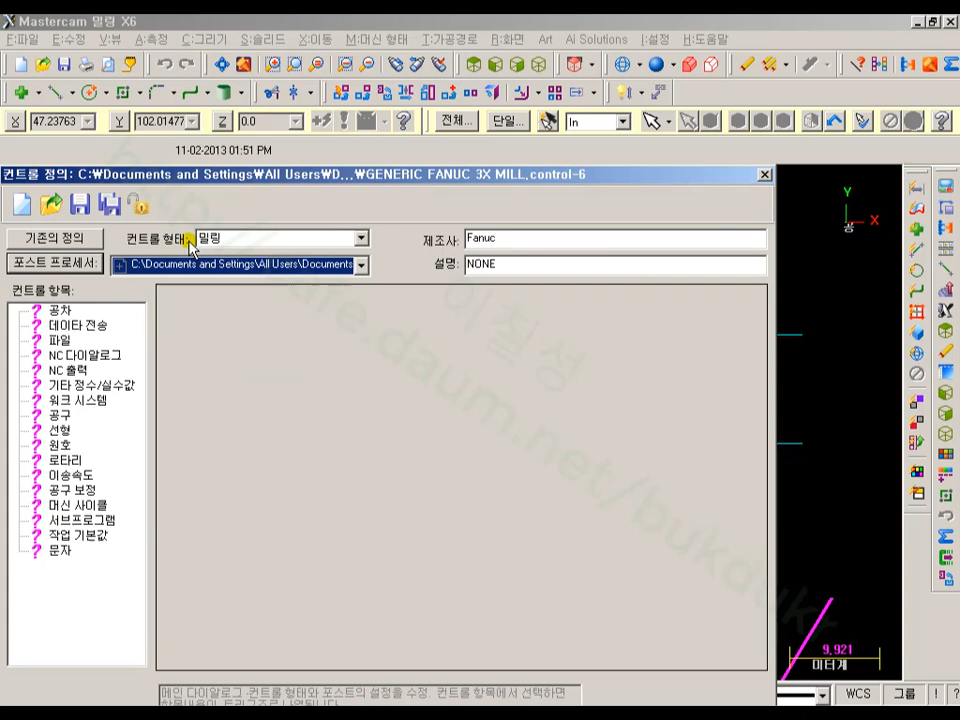 Mastercam 밀링 X6
F:파일 E:수정 V:뷰 A:측정 C:그리기 S:솔리드 X:이동 M:머신 형태 T:가공경로 R:화면 Art Ai Solutions I:설정 H:도움말
X 47.23763 Y 102.01477 Z 0.0 전체... 단일... In
11-02-2013 01:51 PM
컨트롤 정의: C:₩Documents and Settings₩All Users₩D...₩GENERIC FANUC 3X MILL.control-6
기존의 정의 컨트롤 형태: 밀링 제조사: Fanuc
포스트 프로세서: C:\Documents and Settings\All Users\Documents 설명: NONE
컨트롤 항목:
공차
데이타 전송
파일
NC 다이알로그
NC 출력
기타 정수/실수값
워크 시스템
공구
선형
원호
로타리
이송속도
공구 보정
머신 사이클
서브프로그램
작업 기본값
문자
메인 다이알로그 -컨트롤 형태와 포스트의 설정을 수정. 컨트롤 항목에서 선택하면
Y
X
공
9.921
미터계
WCS 그룹 ! ?
이철성
cafe.daum.net/bukauk